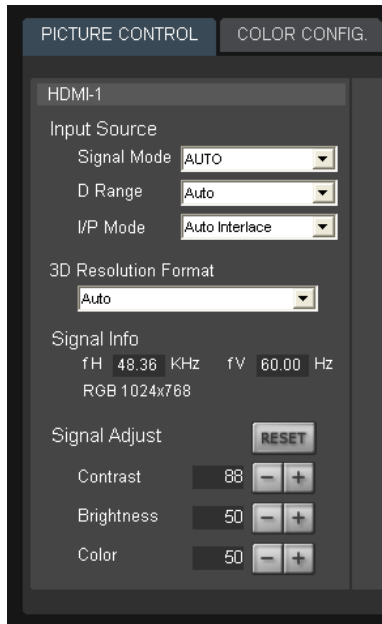 PICTURE CONTROL COLOR CONFIG.
HDMI-1
Input Source
Signal Mode AUTO
D Range Auto
I/P Mode Auto Interlace
3D Resolution Format
Auto
Signal Info
fH 48.36 KHz fV 60.00 Hz
RGB 1024x768
Signal Adjust RESET
Contrast 88 - +
Brightness 50 - +
Color 50 - +